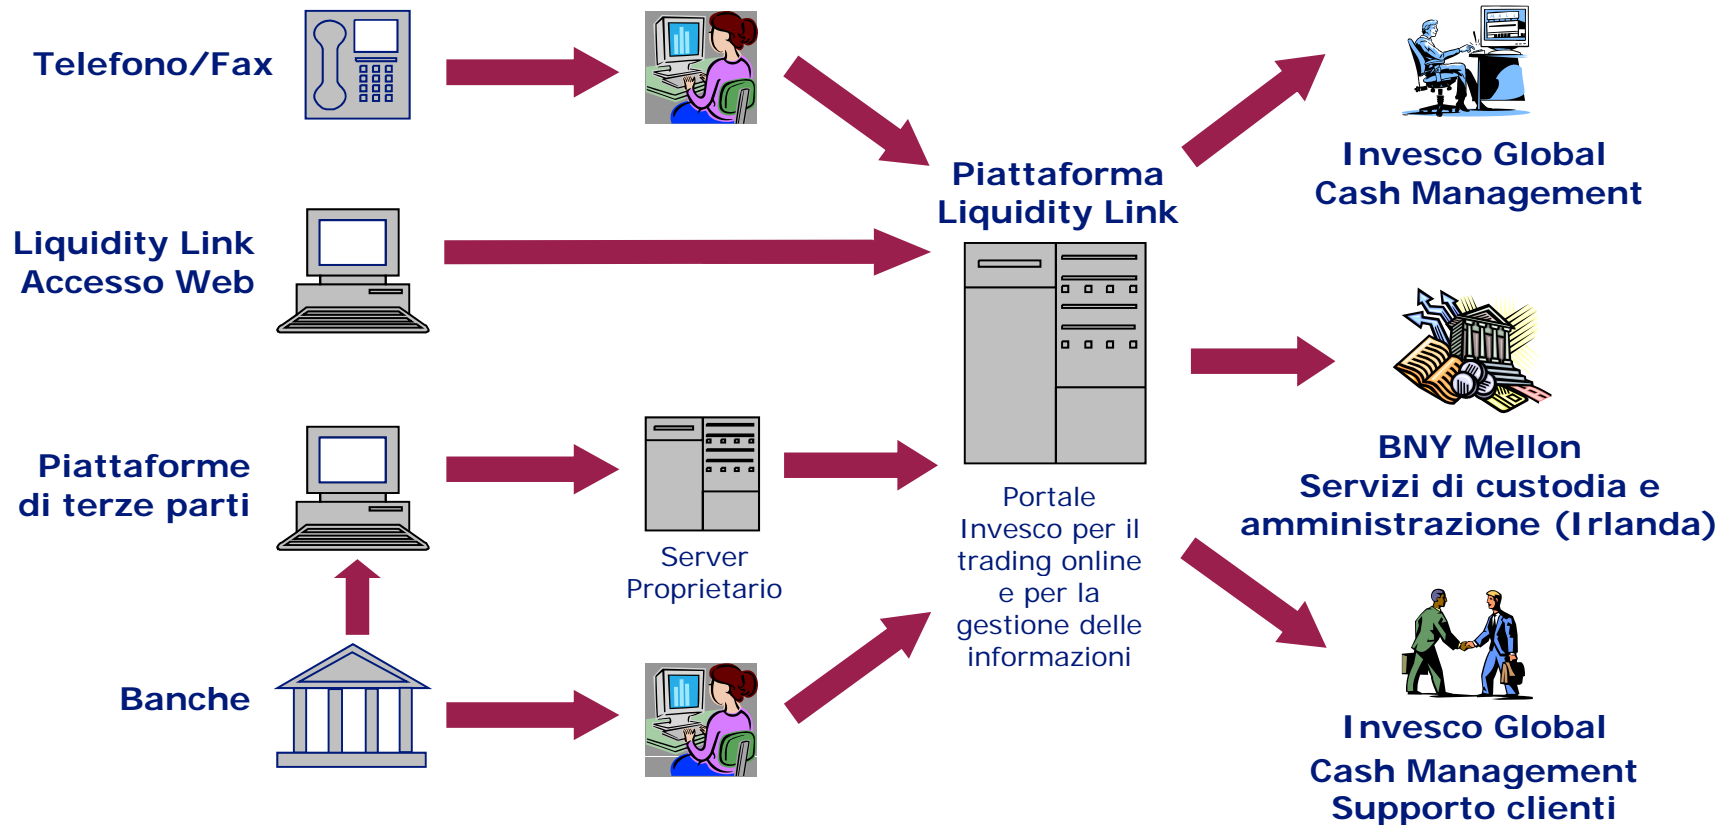 Telefono/Fax
Liquidity Link
Accesso Web
Piattaforme
di terze parti
Banche
Server
Proprietario
Piattaforma
Liquidity Link
Portale
Invesco per il
trading online
e per la
gestione delle
informazioni
Invesco Global
Cash Management
BNY Mellon
Servizi di custodia e
amministrazione (Irlanda)
Invesco Global
Cash Management
Supporto clienti